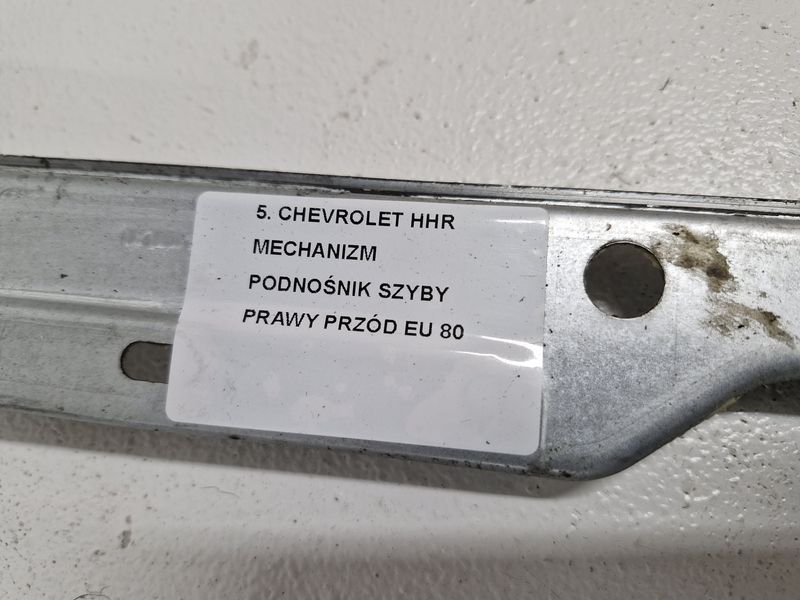 5. CHEVROLET HHR
MECHANIZM
PODNOŚNIK SZYBY
PRAWY PRZÓD EU 80